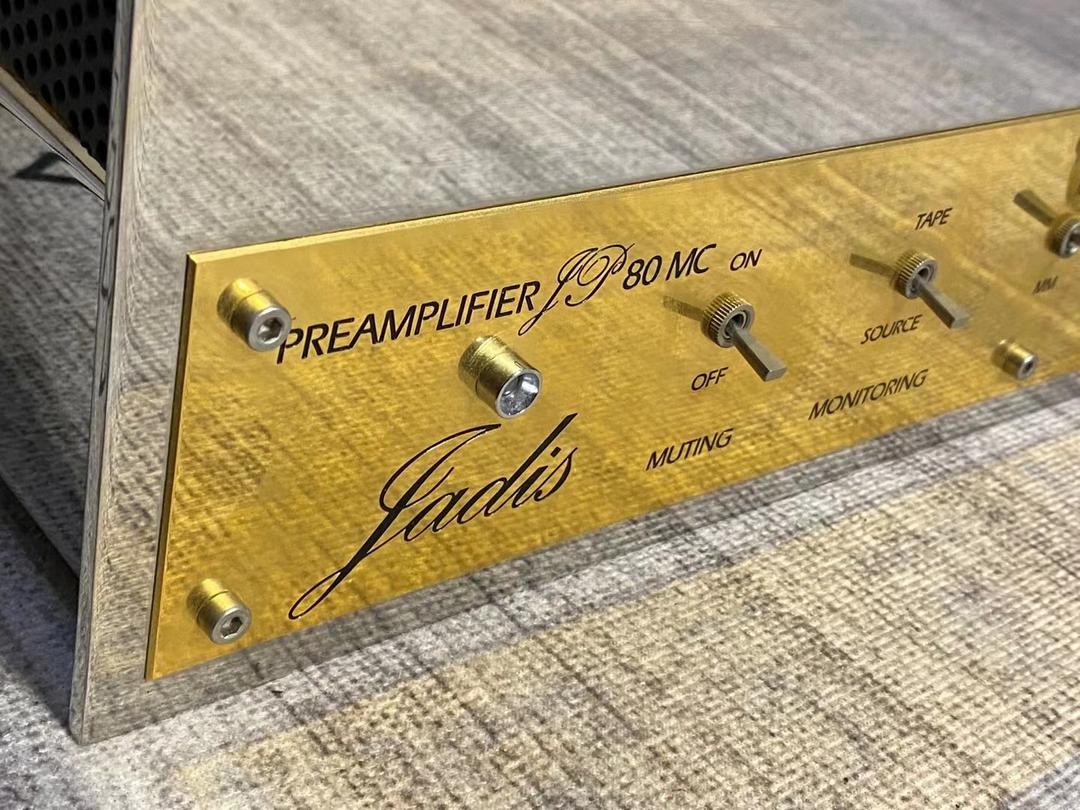 PREAMPLIFIER JP 80 MC
ON
OFF
MUTING
TAPE
SOURCE
MONITORING
MM
Jadis